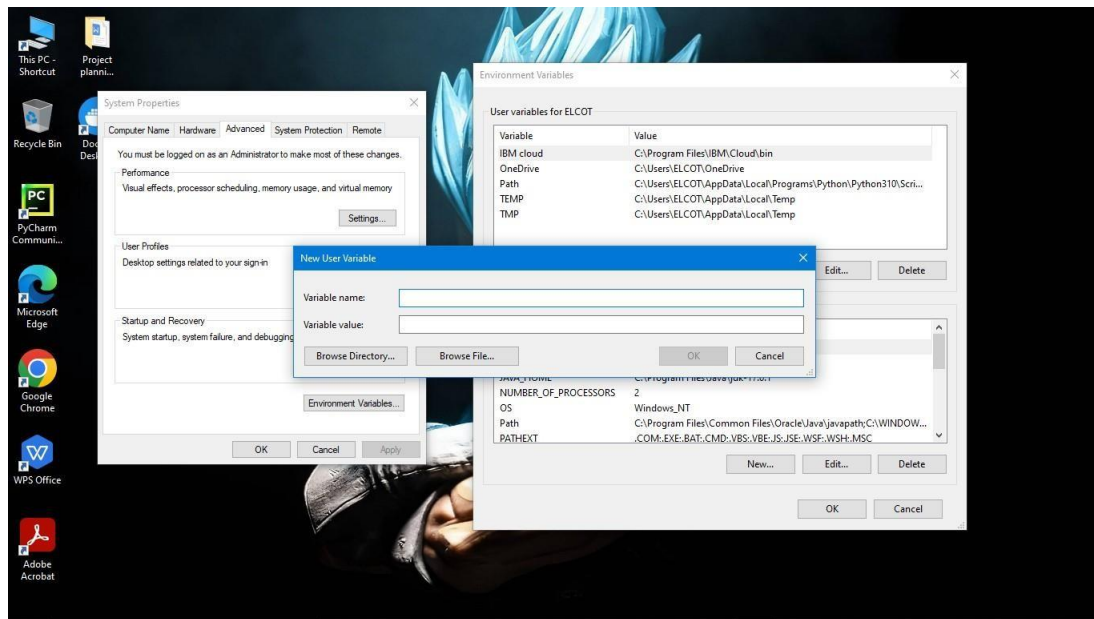 This PC -
Shortcut
Project
planni...
Recycle Bin
PyCharm
Communi...
Microsoft
Edge
Google
Chrome
WPS Office
Adobe
Acrobat
System Properties
Computer Name Hardware Advanced System Protection Remote
You must be logged on as an Administrator to make most of these changes.
Performance
Visual effects, processor scheduling, memory usage, and virtual memory
Settings...
User Profiles
Desktop settings related to your sign-in
Startup and Recovery
System startup, system failure, and debugging
Environment Variables...
OK Cancel Apply
Environment Variables
User variables for ELCOT
Variable Value
IBM cloud C:\Program Files\IBM\Cloud\bin
OneDrive C:\Users\ELCOT\OneDrive
Path C:\Users\ELCOT\AppData\Local\Programs\Python\Python310\Scri...
TEMP C:\Users\ELCOT\AppData\Local\Temp
TMP C:\Users\ELCOT\AppData\Local\Temp
Edit... Delete
New User Variable
Variable name:
Variable value:
Browse Directory... Browse File... OK Cancel
NUMBER_OF_PROCESSORS 2
OS Windows_NT
Path C:\Program Files\Common Files\Oracle\Java\javapath;C:\WINDOW...
PATHEXT .COM;.EXE;.BAT;.CMD;.VBS;.VBE;.JS;.JSE;.WSF;.WSH;.MSC
New... Edit... Delete
OK Cancel